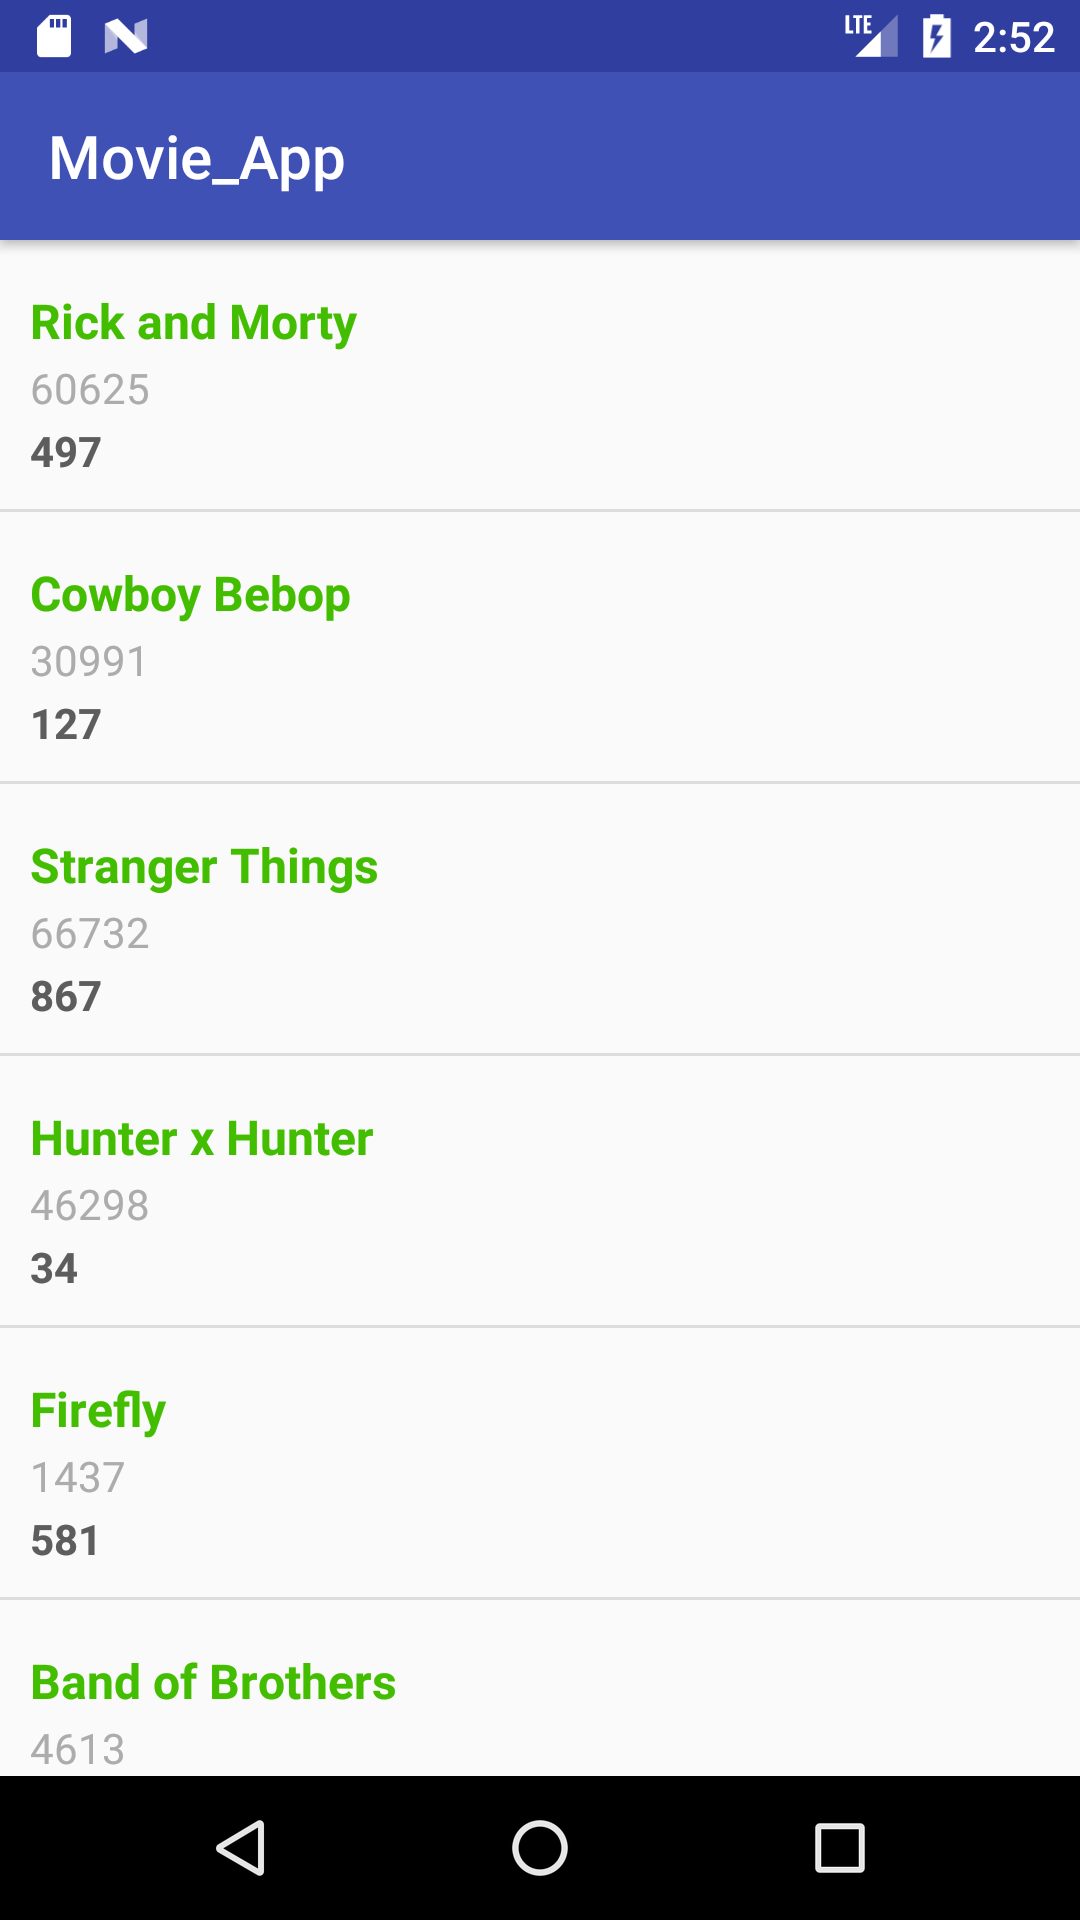 LTE 2:52
Movie_App
Rick and Morty
60625
497
Cowboy Bebop
30991
127
Stranger Things
66732
867
Hunter x Hunter
46298
34
Firefly
1437
581
Band of Brothers
4613